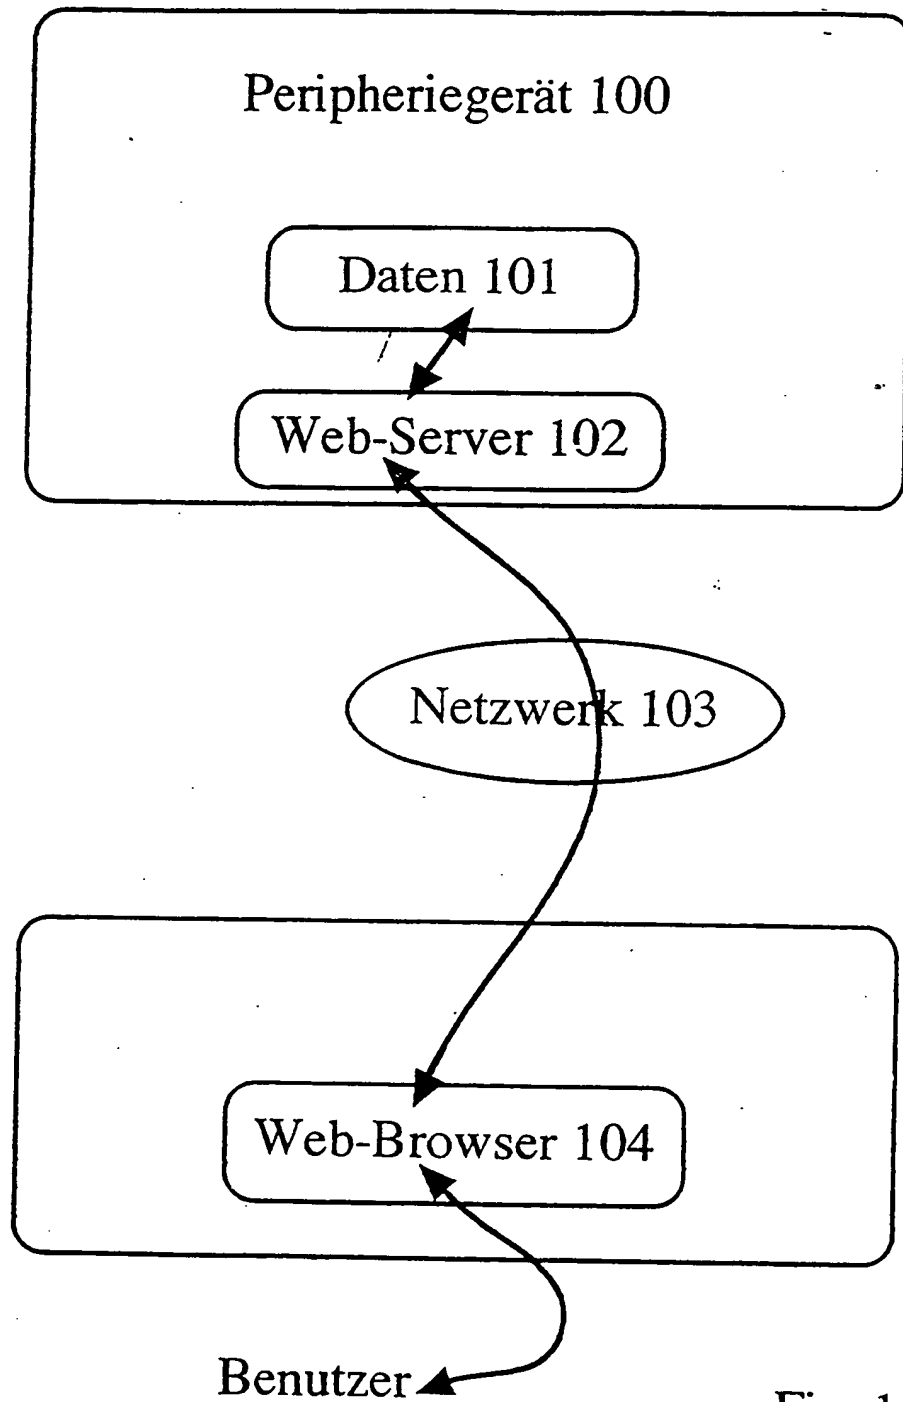 Peripheriegerät 100
Daten 101
Web-Server 102
Netzwerk 103
Web-Browser 104
Benutzer